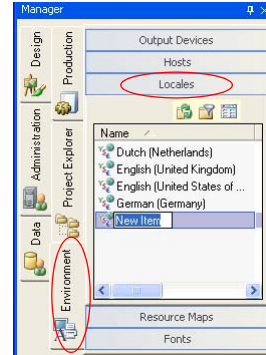 Manager
Design
Administration
Data
Production
Project Explorer
Environment
Output Devices
Hosts
Locales
Name
Dutch (Netherlands)
English (United Kingdom)
English (United States of ...
German (Germany)
New Item
Resource Maps
Fonts